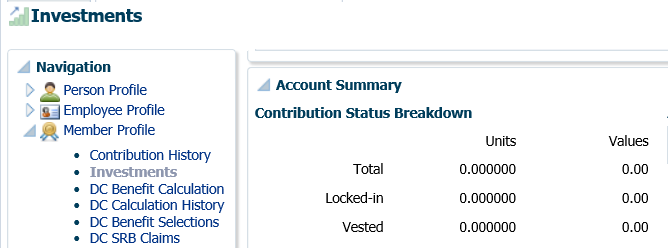 Investments
Navigation
Person Profile
Employee Profile
Member Profile
Contribution History
Investments
DC Benefit Calculation
DC Calculation History
DC Benefit Selections
DC SRB Claims
Account Summary
Contribution Status Breakdown
Units Values
Total 0.000000 0.00
Locked-in 0.000000 0.00
Vested 0.000000 0.00